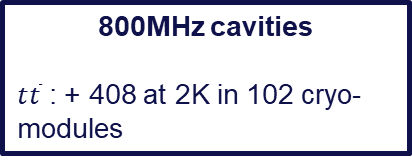 800MHz cavities
tt̄ : + 408 at 2K in 102 cryo-
modules